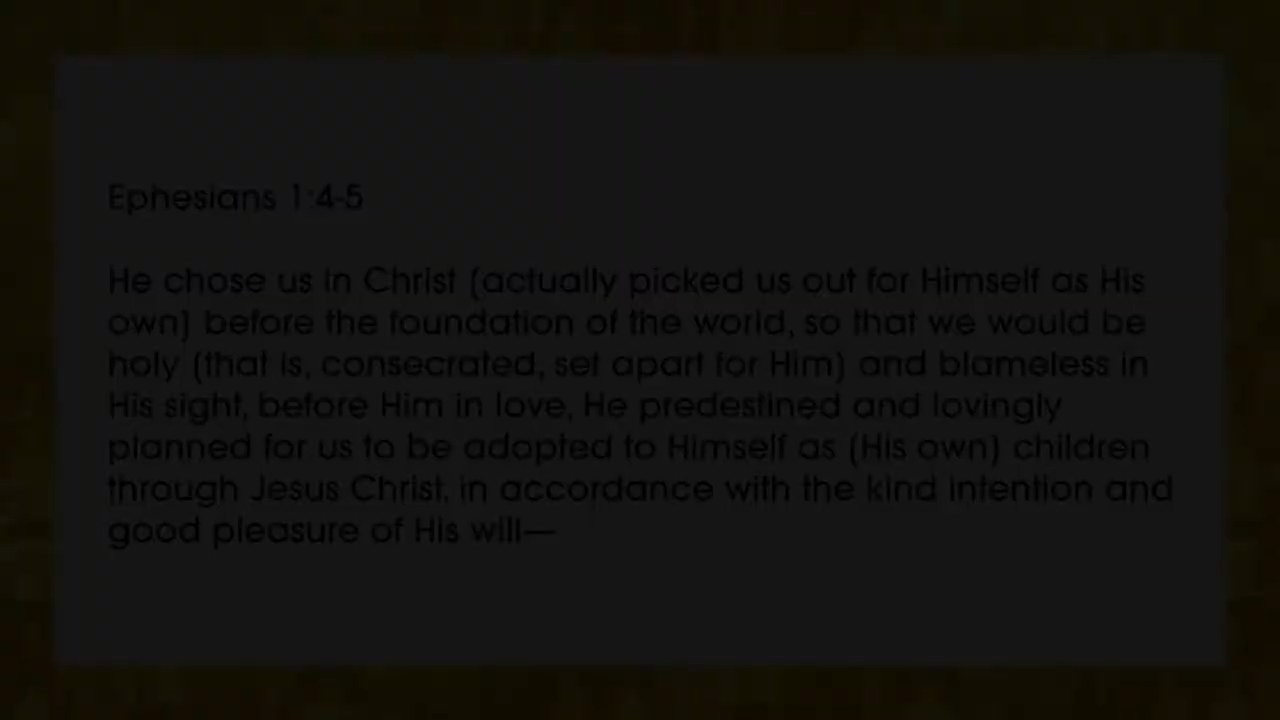 Ephesians 1:4-5
He chose us in Christ (actually picked us out for Himself as His
own) before the foundation of the world, so that we would be
holy (that is, consecrated, set apart for Him) and blameless in
His sight, before Him in love, He predestined and lovingly
planned for us to be adopted to Himself as (His own) children
through Jesus Christ, in accordance with the kind intention and
good pleasure of His will—